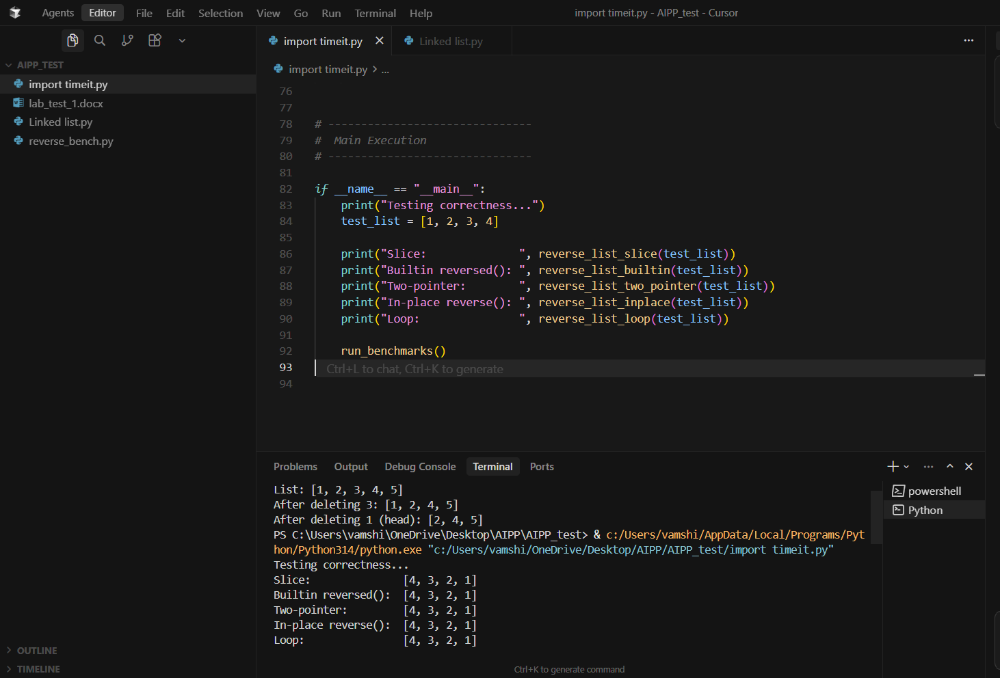 Agents Editor File Edit Selection View Go Run Terminal Help import timeit.py - AIPP_test - Cursor
AIPP_TEST
import timeit.py
lab_test_1.docx
Linked list.py
reverse_bench.py
OUTLINE
TIMELINE
import timeit.py Linked list.py
import timeit.py > ...
76
77
78 # -------------------------------
79 #  Main Execution
80 # -------------------------------
81
82 if __name__ == "__main__":
83     print("Testing correctness...")
84     test_list = [1, 2, 3, 4]
85
86     print("Slice:              ", reverse_list_slice(test_list))
87     print("Builtin reversed(): ", reverse_list_builtin(test_list))
88     print("Two-pointer:        ", reverse_list_two_pointer(test_list))
89     print("In-place reverse(): ", reverse_list_inplace(test_list))
90     print("Loop:               ", reverse_list_loop(test_list))
91
92     run_benchmarks()
93 Ctrl+L to chat, Ctrl+K to generate
94
Problems Output Debug Console Terminal Ports
List: [1, 2, 3, 4, 5]
After deleting 3: [1, 2, 4, 5]
After deleting 1 (head): [2, 4, 5]
PS C:\Users\vamshi\OneDrive\Desktop\AIPP\AIPP_test> & c:/Users/vamshi/AppData/Local/Programs/Pyt
hon/Python314/python.exe "c:/Users/vamshi/OneDrive/Desktop/AIPP/AIPP_test/import timeit.py"
Testing correctness...
Slice:              [4, 3, 2, 1]
Builtin reversed():  [4, 3, 2, 1]
Two-pointer:         [4, 3, 2, 1]
In-place reverse():  [4, 3, 2, 1]
Loop:                [4, 3, 2, 1]
Ctrl+K to generate command
powershell
Python